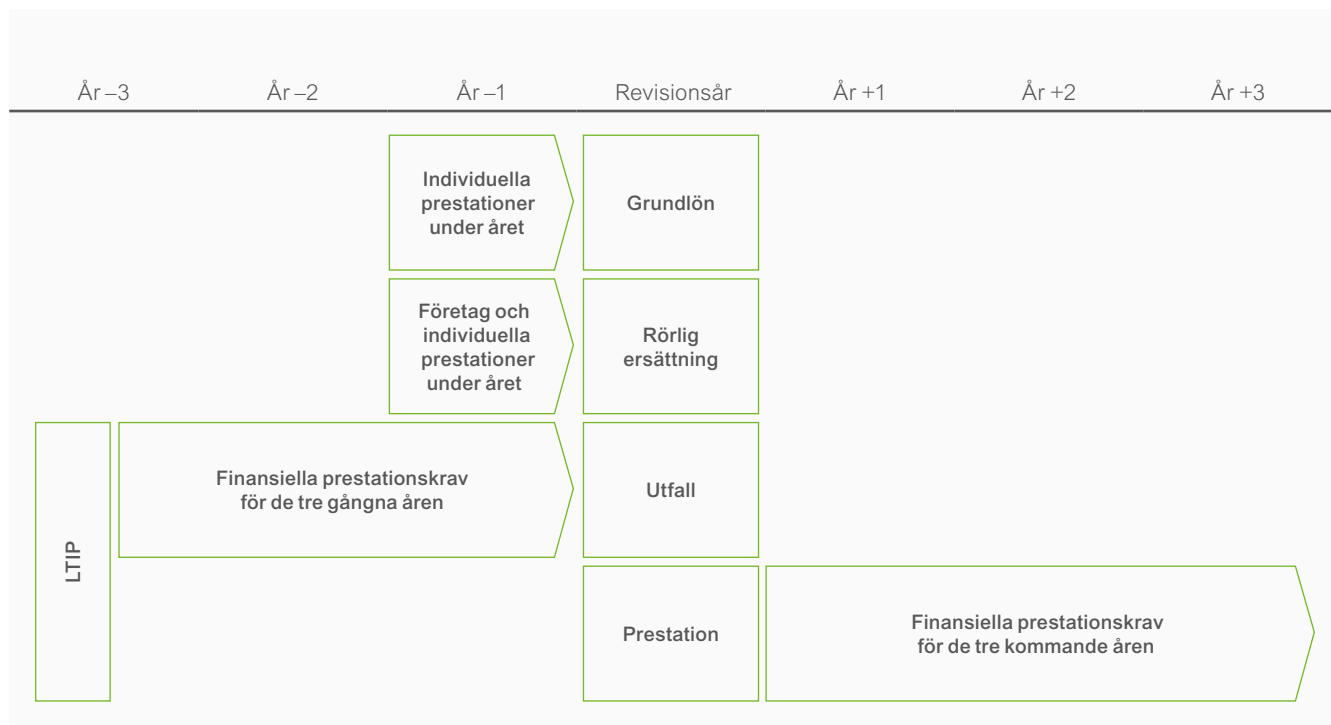 År –3
År –2
År –1
Revisionsår
År +1
År +2
År +3
Individuella
prestationer
under året
Grundlön
Företag och
individuella
prestationer
under året
Rörlig
ersättning
LTIP
Finansiella prestationskrav
för de tre gångna åren
Utfall
Prestation
Finansiella prestationskrav
för de tre kommande åren